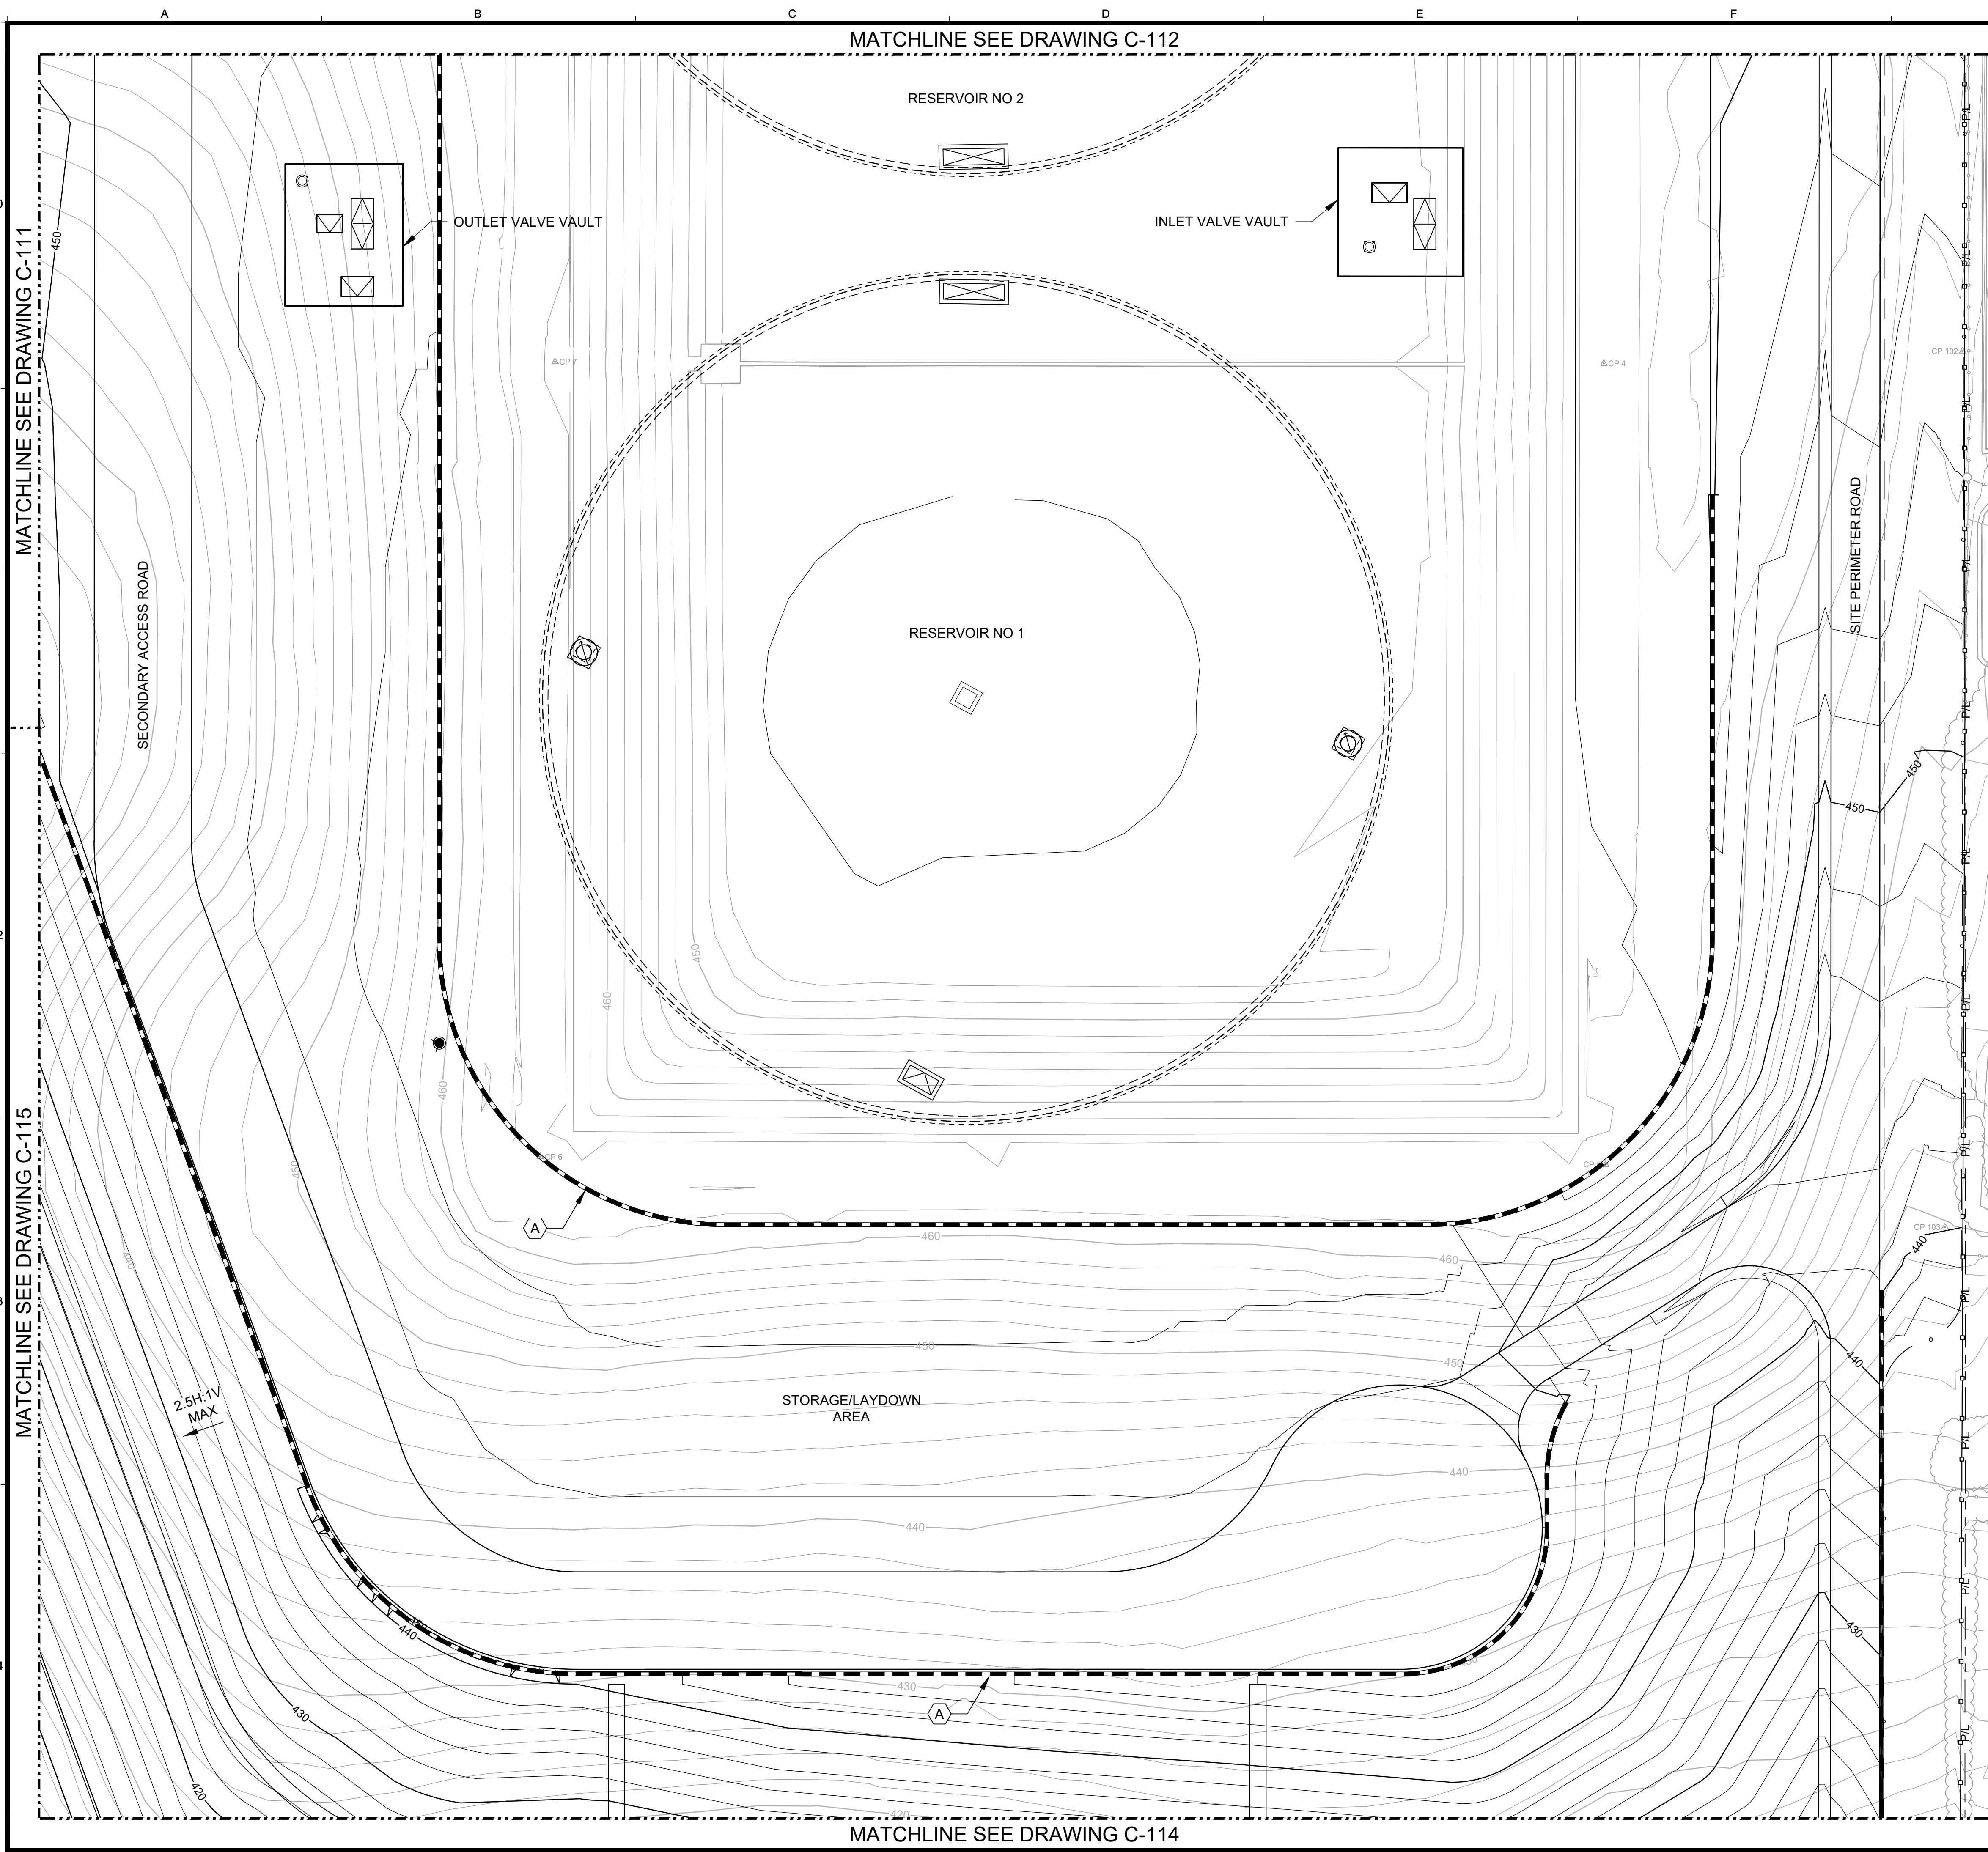 A B C D E F
MATCHLINE SEE DRAWING C-112
RESERVOIR NO 2
P/L
MATCHLINE SEE DRAWING C-111
450
OUTLET VALVE VAULT
INLET VALVE VAULT
P/L
CP 7
CP 4
CP 102
P/L
SECONDARY ACCESS ROAD
SITE PERIMETER ROAD
P/L
RESERVOIR NO 1
P/L
450
450
P/L
450
460
P/L
460
MATCHLINE SEE DRAWING C-115
450
CP 6
CP
P/L
A
CP 103
440
460
460
440
P/L
450
450
440
2.5H:1V
MAX
STORAGE/LAYDOWN
AREA
P/L
440
440
P/L
440
430
430
A
430
P/L
420
420
MATCHLINE SEE DRAWING C-114